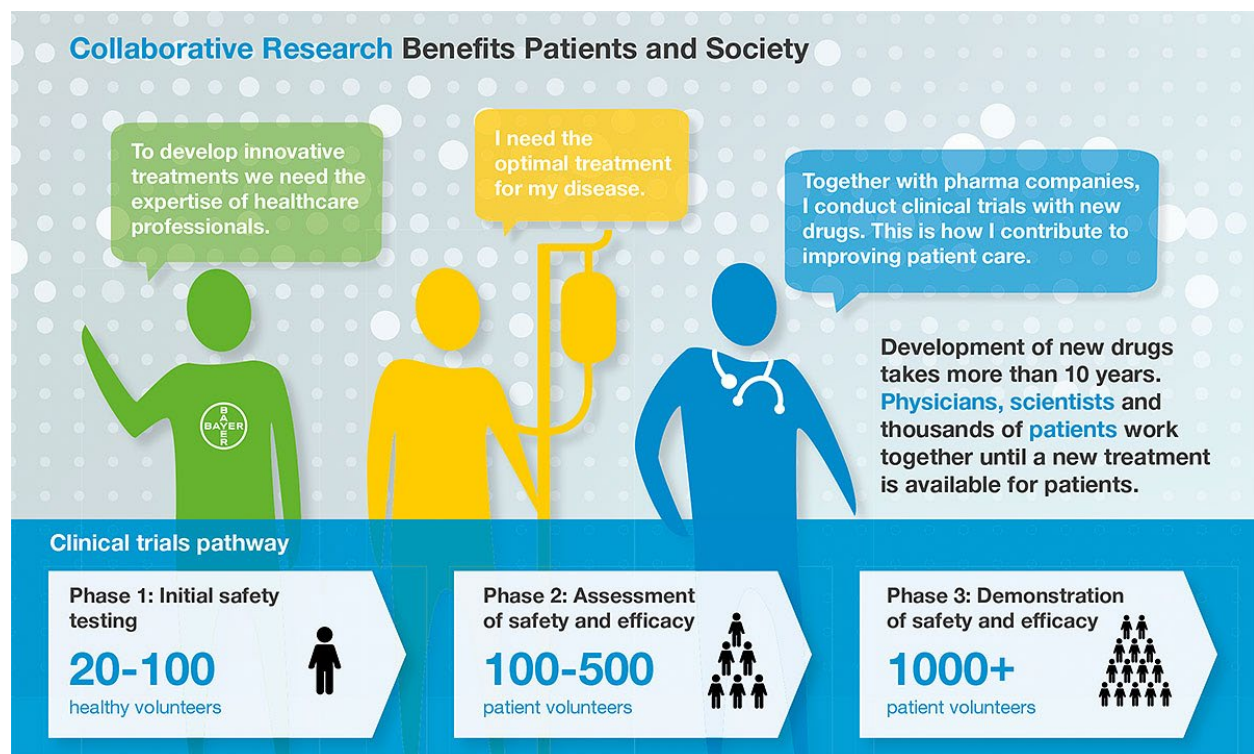 Collaborative Research Benefits Patients and Society
To develop innovative
treatments we need the
expertise of healthcare
professionals.
I need the
optimal treatment
for my disease.
Together with pharma companies,
I conduct clinical trials with new
drugs. This is how I contribute to
improving patient care.
BAYER
BAYER
Development of new drugs
takes more than 10 years.
Physicians, scientists and
thousands of patients work
together until a new treatment
is available for patients.
Clinical trials pathway
Phase 1: Initial safety
testing
20-100
healthy volunteers
Phase 2: Assessment
of safety and efficacy
100-500
patient volunteers
Phase 3: Demonstration
of safety and efficacy
1000+
patient volunteers